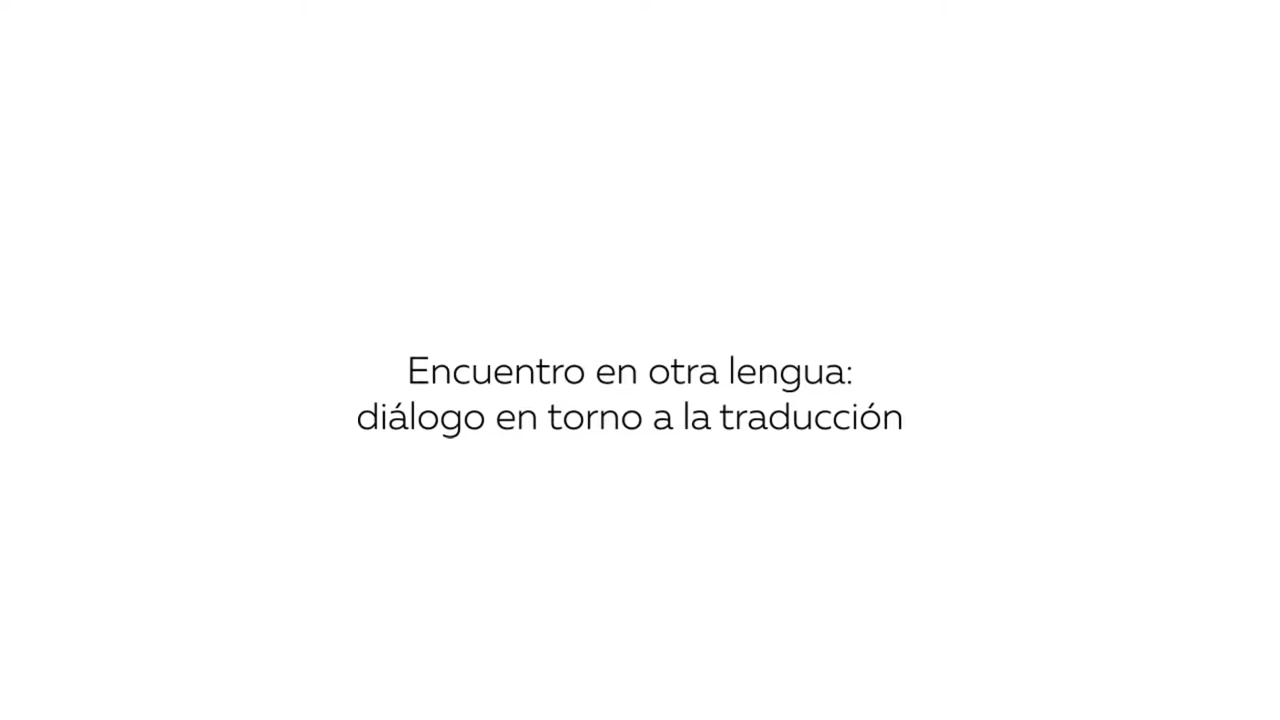 Encuentro en otra lengua:
diálogo en torno a la traducción